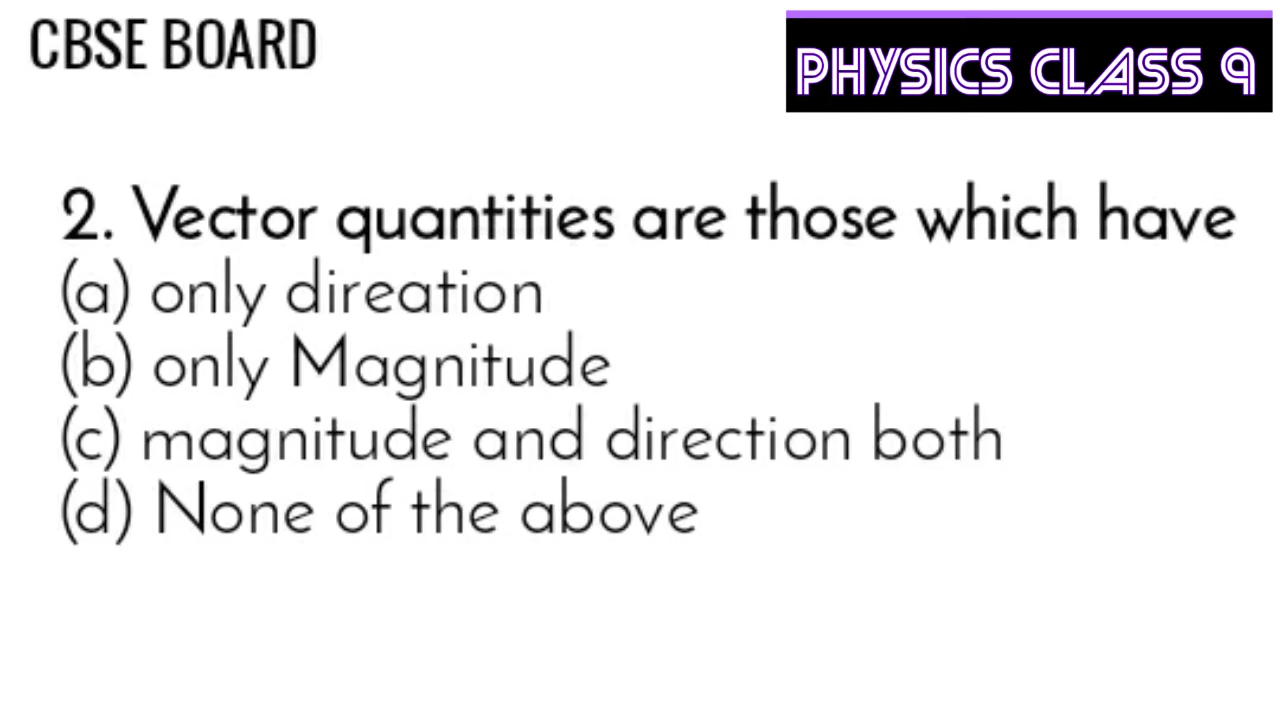 CBSE BOARD
PHYSICS CLASS 9
2. Vector quantities are those which have
(a) only direation
(b) only Magnitude
(c) magnitude and direction both
(d) None of the above